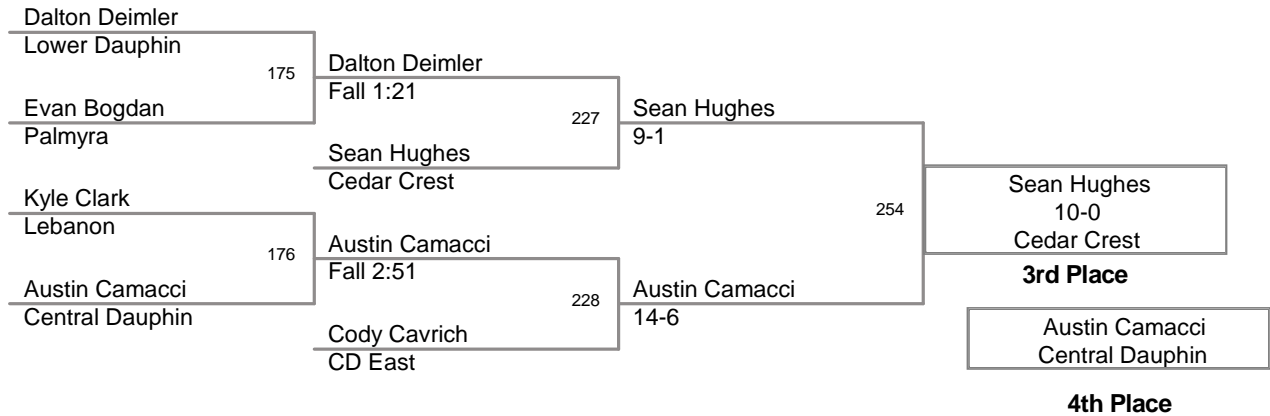 Dalton Deimler
Lower Dauphin
175
Evan Bogdan
Palmyra
Kyle Clark
Lebanon
176
Austin Camacci
Central Dauphin
Dalton Deimler
Fall 1:21
227
Sean Hughes
Cedar Crest
Austin Camacci
Fall 2:51
228
Cody Cavrich
CD East
Sean Hughes
9-1
254
Austin Camacci
14-6
Sean Hughes
10-0
Cedar Crest
3rd Place
Austin Camacci
Central Dauphin
4th Place